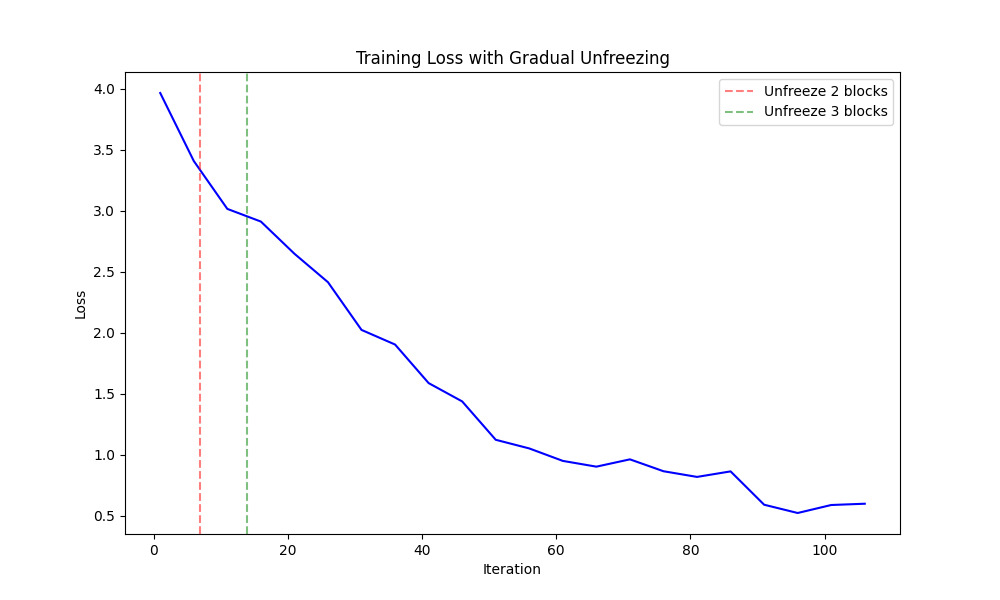 Training Loss with Gradual Unfreezing
Unfreeze 2 blocks
Unfreeze 3 blocks
4.0
3.5
3.0
2.5
2.0
1.5
1.0
0.5
Loss
0 20 40 60 80 100
Iteration